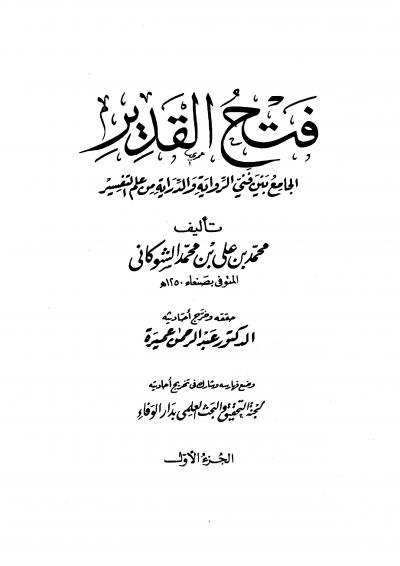 فتح القدير
الجامع بين فني الرواية والدراية من علم التفسير
تأليف
محمد بن علي بن محمد الشوكاني
المتوفى بصنعاء ١٢٥٠هـ
حققه وخرج أحاديثه
الدكتور عبد الرحمن عميرة
وضع فهارسه وشارك في تخريج أحاديثه
لجنة التحقيق والبحث العلمي بدار الوفاء
الجزء الأول